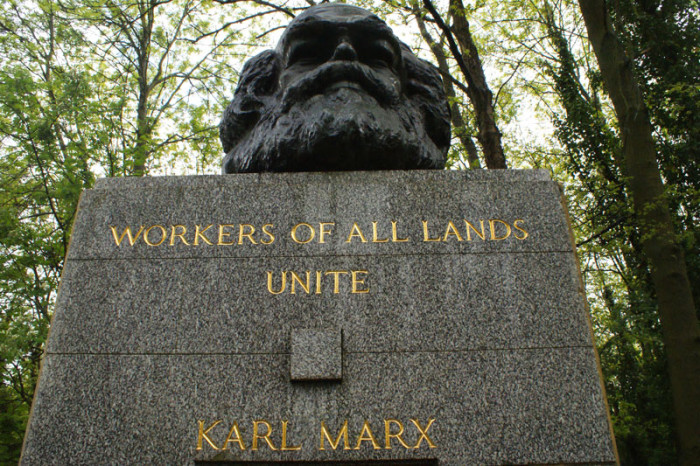 WORKERS OF ALL LANDS
UNITE
KARL MARX